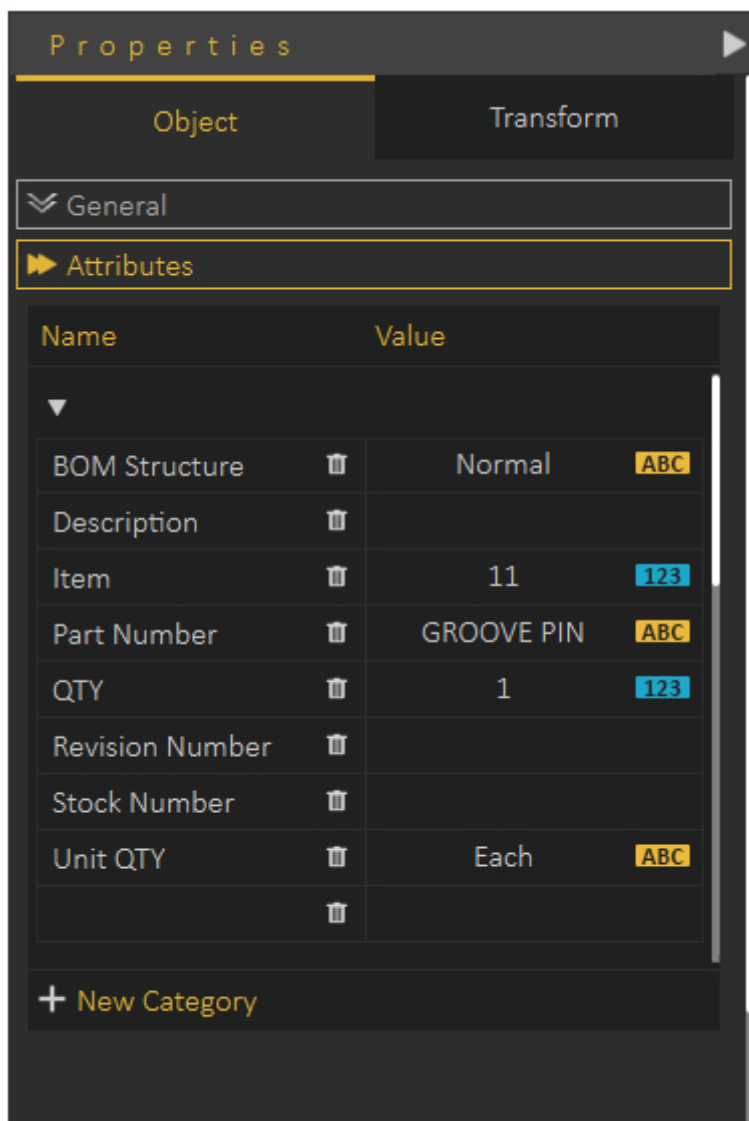 Properties
Object Transform
General
Attributes
Name Value
BOM Structure Normal ABC
Description
Item 11 123
Part Number GROOVE PIN ABC
QTY 1 123
Revision Number
Stock Number
Unit QTY Each ABC
+ New Category